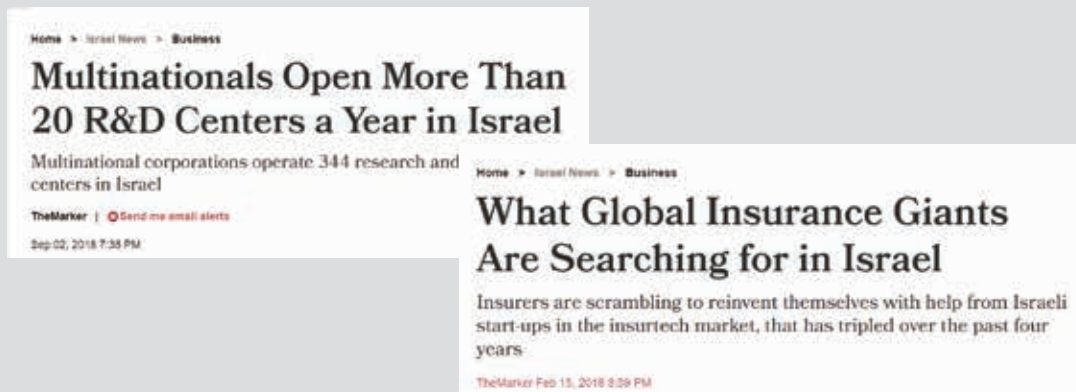 Home > Israel News > Business
Multinationals Open More Than
20 R&D Centers a Year in Israel
Multinational corporations operate 344 research and
centers in Israel
TheMarker | Send me email alerts
Sep 02, 2018 7:38 PM
Home > Israel News > Business
What Global Insurance Giants
Are Searching for in Israel
Insurers are scrambling to reinvent themselves with help from Israeli
start-ups in the insurtech market, that has tripled over the past four
years
TheMarker Feb 15, 2018 8:59 PM